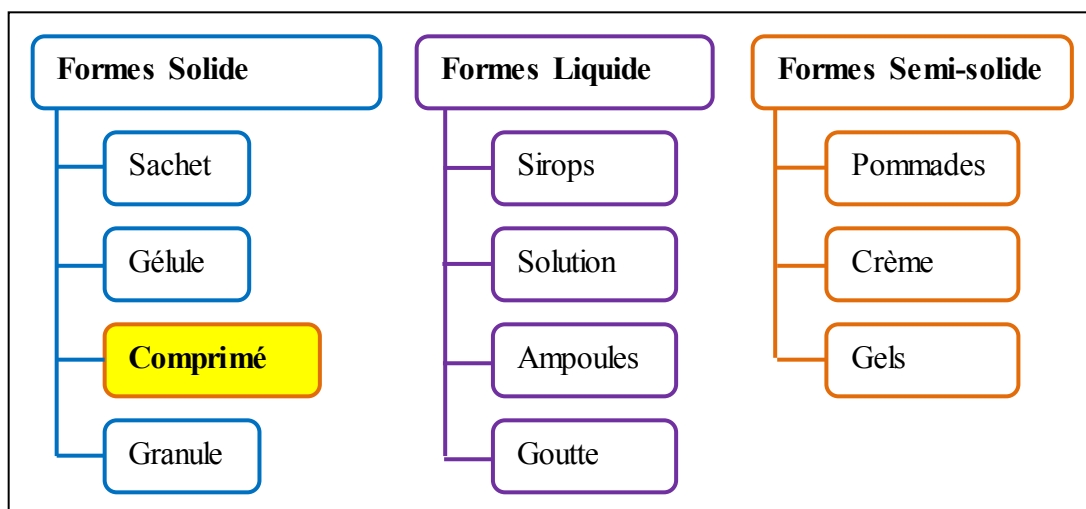 Formes Solide
Sachet
Gélule
Comprimé
Granule
Formes Liquide
Sirops
Solution
Ampoules
Goutte
Formes Semi-solide
Pommades
Crème
Gels